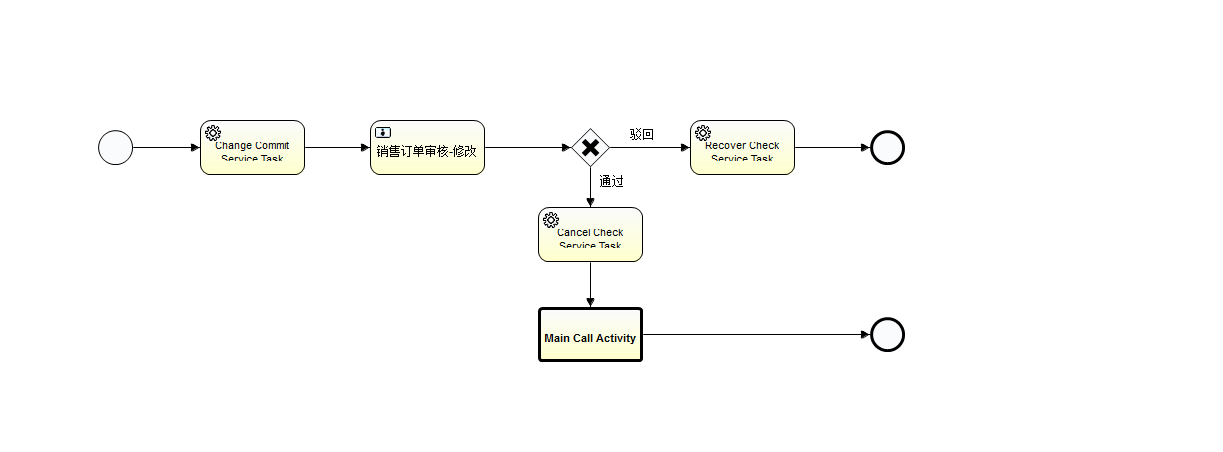 Change Commit
Service Task
销售订单审核-修改
驳回
Recover Check
Service Task
通过
Cancel Check
Service Task
Main Call Activity